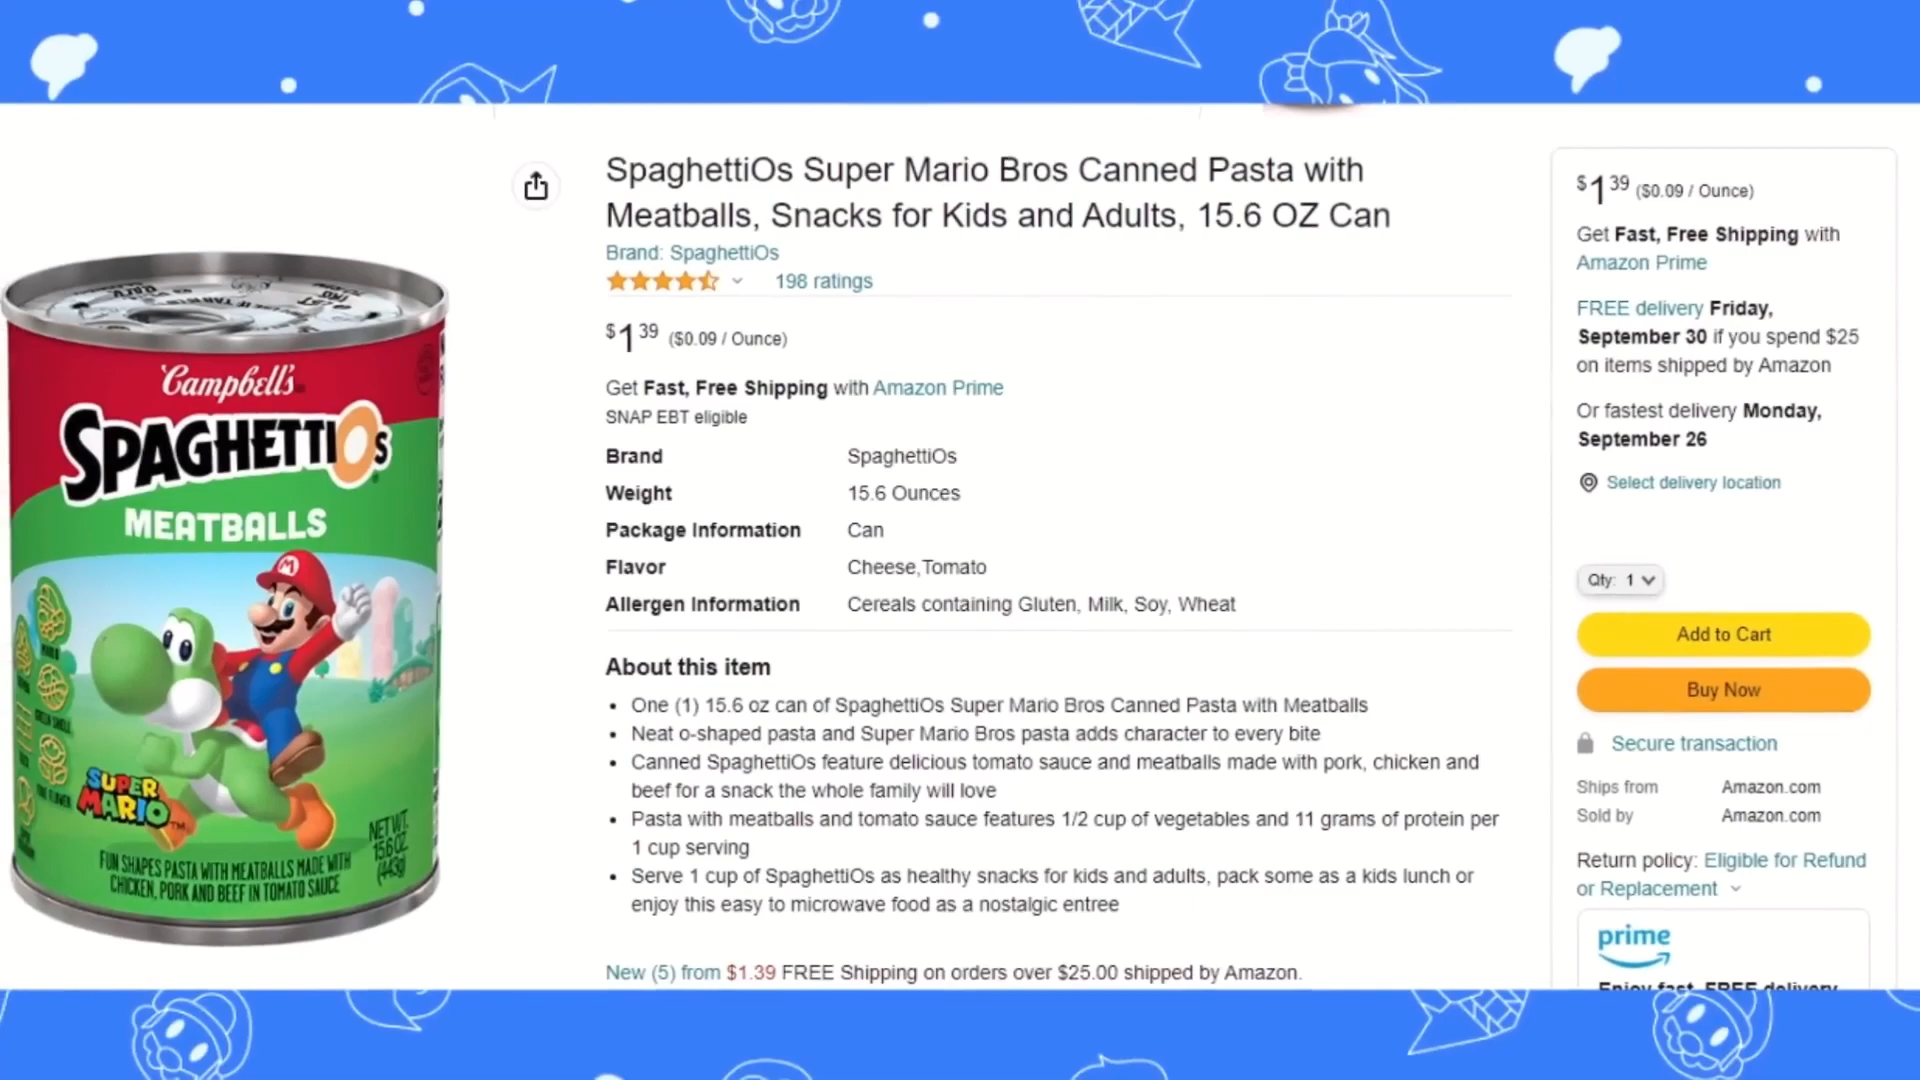 SpaghettiOs Super Mario Bros Canned Pasta with
Meatballs, Snacks for Kids and Adults, 15.6 OZ Can
Brand: SpaghettiOs
198 ratings
$1 39 ($0.09 / Ounce)
Get Fast, Free Shipping with Amazon Prime
SNAP EBT eligible
Brand SpaghettiOs
Weight 15.6 Ounces
Package Information Can
Flavor Cheese,Tomato
Allergen Information Cereals containing Gluten, Milk, Soy, Wheat
About this item
• One (1) 15.6 oz can of SpaghettiOs Super Mario Bros Canned Pasta with Meatballs
• Neat o-shaped pasta and Super Mario Bros pasta adds character to every bite
• Canned SpaghettiOs feature delicious tomato sauce and meatballs made with pork, chicken and
beef for a snack the whole family will love
• Pasta with meatballs and tomato sauce features 1/2 cup of vegetables and 11 grams of protein per
1 cup serving
• Serve 1 cup of SpaghettiOs as healthy snacks for kids and adults, pack some as a kids lunch or
enjoy this easy to microwave food as a nostalgic entree
New (5) from $1.39 FREE Shipping on orders over $25.00 shipped by Amazon.
$1 39 ($0.09 / Ounce)
Get Fast, Free Shipping with
Amazon Prime
FREE delivery Friday,
September 30 if you spend $25
on items shipped by Amazon
Or fastest delivery Monday,
September 26
Select delivery location
Qty: 1
Add to Cart
Buy Now
Secure transaction
Ships from Amazon.com
Sold by Amazon.com
Return policy: Eligible for Refund
or Replacement
prime
Enjoy fast, FREE delivery
Campbell's
SPAGHETTIOS
MEATBALLS
M
SUPER
MARIO™
NET WT.
15.6 OZ.
(443g)
FUN SHAPES PASTA WITH MEATBALLS MADE WITH
CHICKEN, PORK AND BEEF IN TOMATO SAUCE